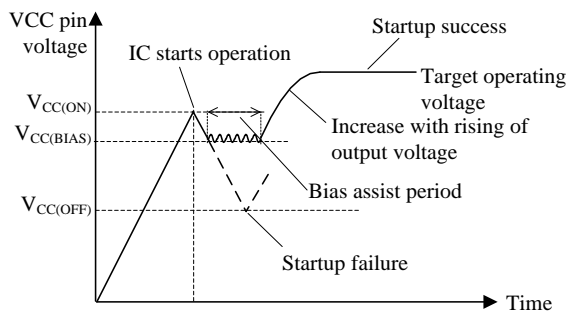 VCC pin
voltage
Startup success
IC starts operation
Target operating
voltage
VCC(ON)
Increase with rising of
output voltage
VCC(BIAS)
Bias assist period
VCC(OFF)
Startup failure
Time